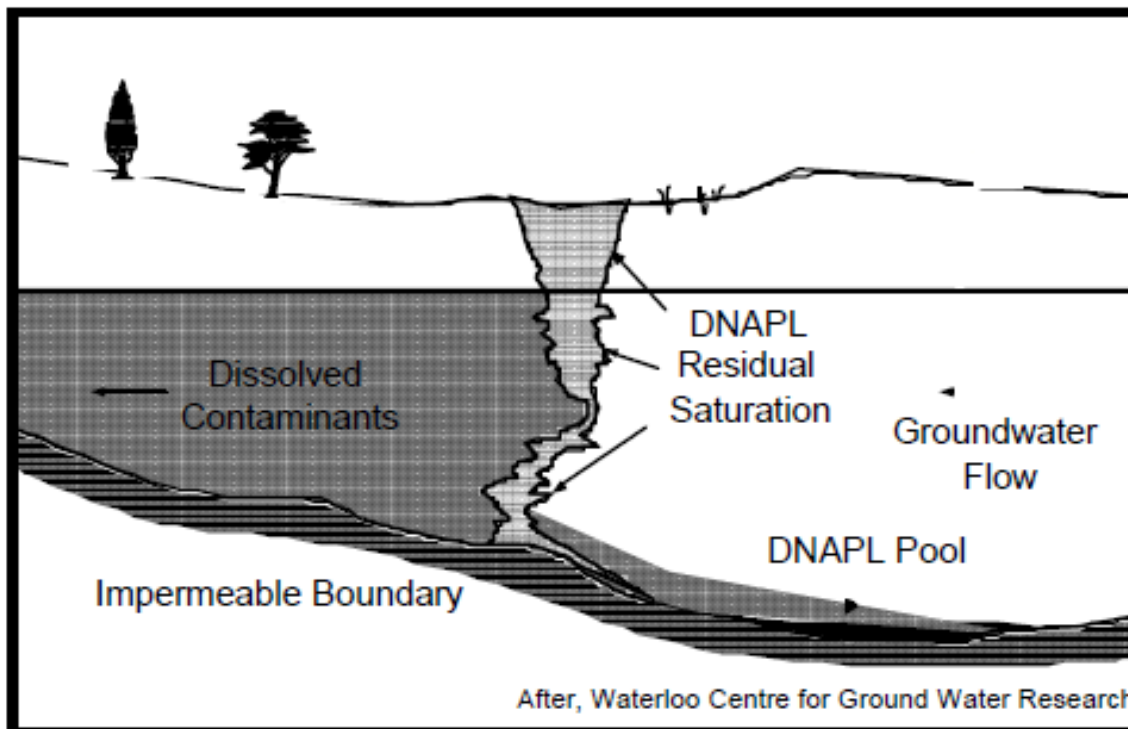 DNAPL
Residual
Saturation
Dissolved
Contaminants
Groundwater
Flow
DNAPL Pool
Impermeable Boundary
After, Waterloo Centre for Ground Water Research